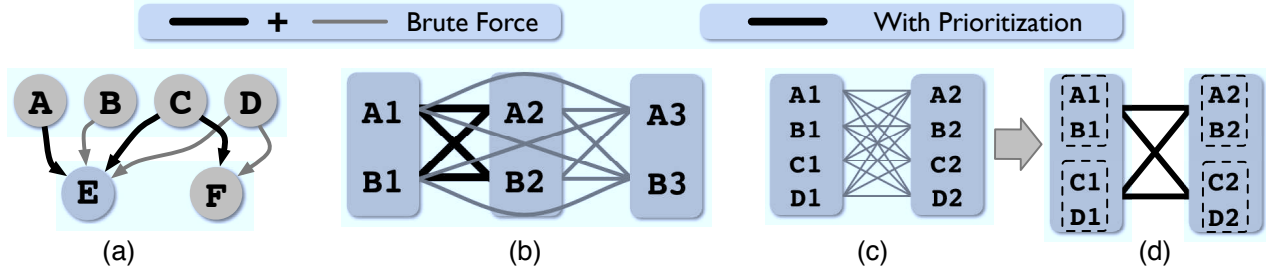 + Brute Force
With Prioritization
A B C D
E F
(a)
A1 A2 A3
B1 B2 B3
(b)
A1 A2
B1 B2
C1 C2
D1 D2
(c)
A1 A2
B1 B2
C1 C2
D1 D2
(d)